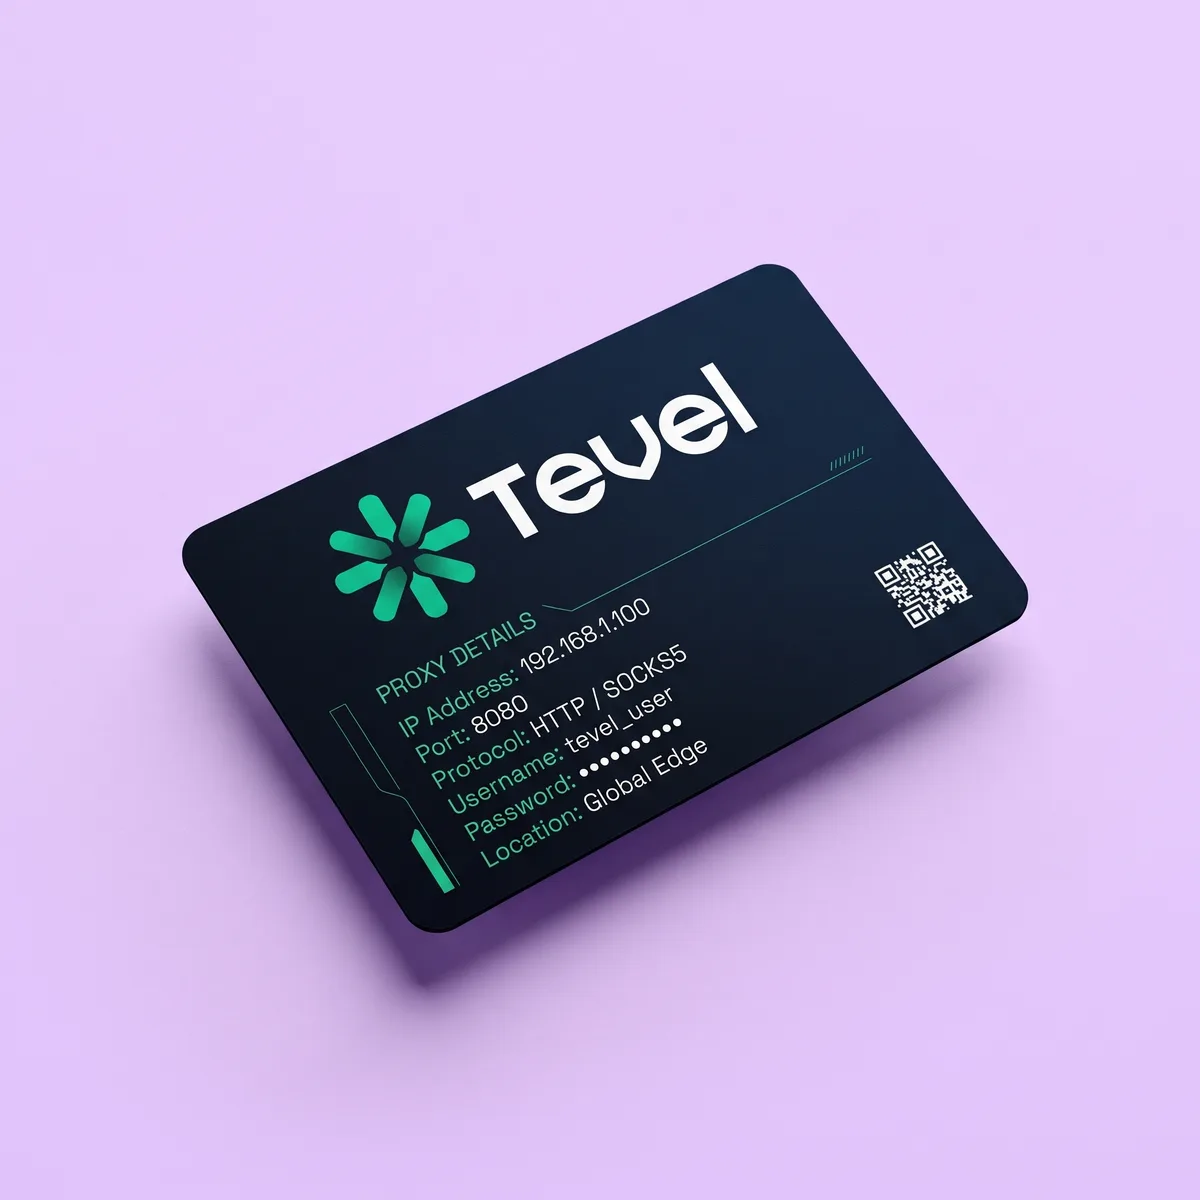 Tevel
PROXY DETAILS
IP Address: 192.168.1.100
Port: 8080
Protocol: HTTP / SOCKS5
Username: tevel_user
Password: ••••••••••
Location: Global Edge